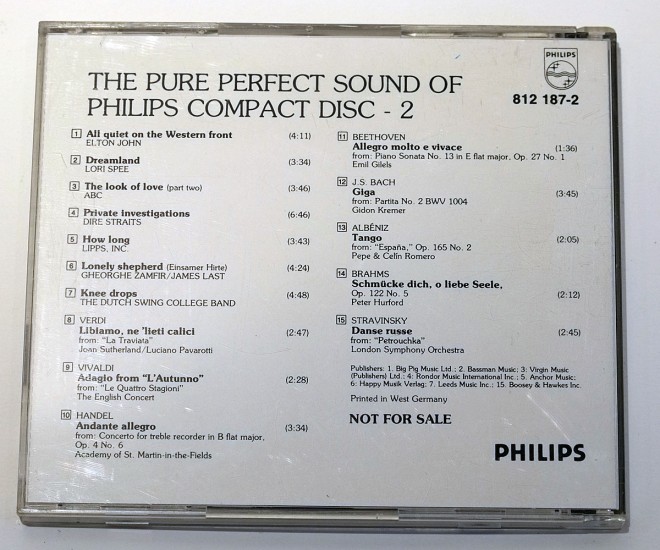 PHILIPS
812 187-2
THE PURE PERFECT SOUND OF
PHILIPS COMPACT DISC - 2
1 All quiet on the Western front (4:11)
ELTON JOHN
2 Dreamland (3:34)
LORI SPEE
3 The look of love (part two) (3:46)
ABC
4 Private investigations (6:46)
DIRE STRAITS
5 How long (3:43)
LIPPS, INC.
6 Lonely shepherd (Einsamer Hirte) (4:24)
GHEORGHE ZAMFIR/JAMES LAST
7 Knee drops (4:48)
THE DUTCH SWING COLLEGE BAND
8 VERDI
Libiamo, ne 'lieti calici (2:47)
from: "La Traviata"
Joan Sutherland/Luciano Pavarotti
9 VIVALDI
Adagio from "L'Autunno" (2:28)
from: "Le Quattro Stagioni"
The English Concert
10 HANDEL
Andante allegro (3:34)
from: Concerto for treble recorder in B flat major,
Op. 4 No. 6
Academy of St. Martin-in-the-Fields
11 BEETHOVEN
Allegro molto e vivace (1:36)
from: Piano Sonata No. 13 in E flat major, Op. 27 No. 1
Emil Gilels
12 J.S. BACH
Giga (3:45)
from: Partita No. 2 BWV 1004
Gidon Kremer
13 ALBÉNIZ
Tango (2:05)
from: "España," Op. 165 No. 2
Pepe & Celín Romero
14 BRAHMS
Schmücke dich, o liebe Seele,
Op. 122 No. 5 (2:12)
Peter Hurford
15 STRAVINSKY
Danse russe (2:45)
from: "Petrouchka"
London Symphony Orchestra
Publishers: 1. Big Pig Music Ltd.; 2. Bassman Music; 3. Virgin Music
(Publishers) Ltd.; 4: Rondor Music International Inc.; 5. Anchor Music;
6: Happy Musik Verlag; 7. Leeds Music Inc.; 15. Boosey & Hawkes Inc.
Printed in West Germany
NOT FOR SALE
PHILIPS